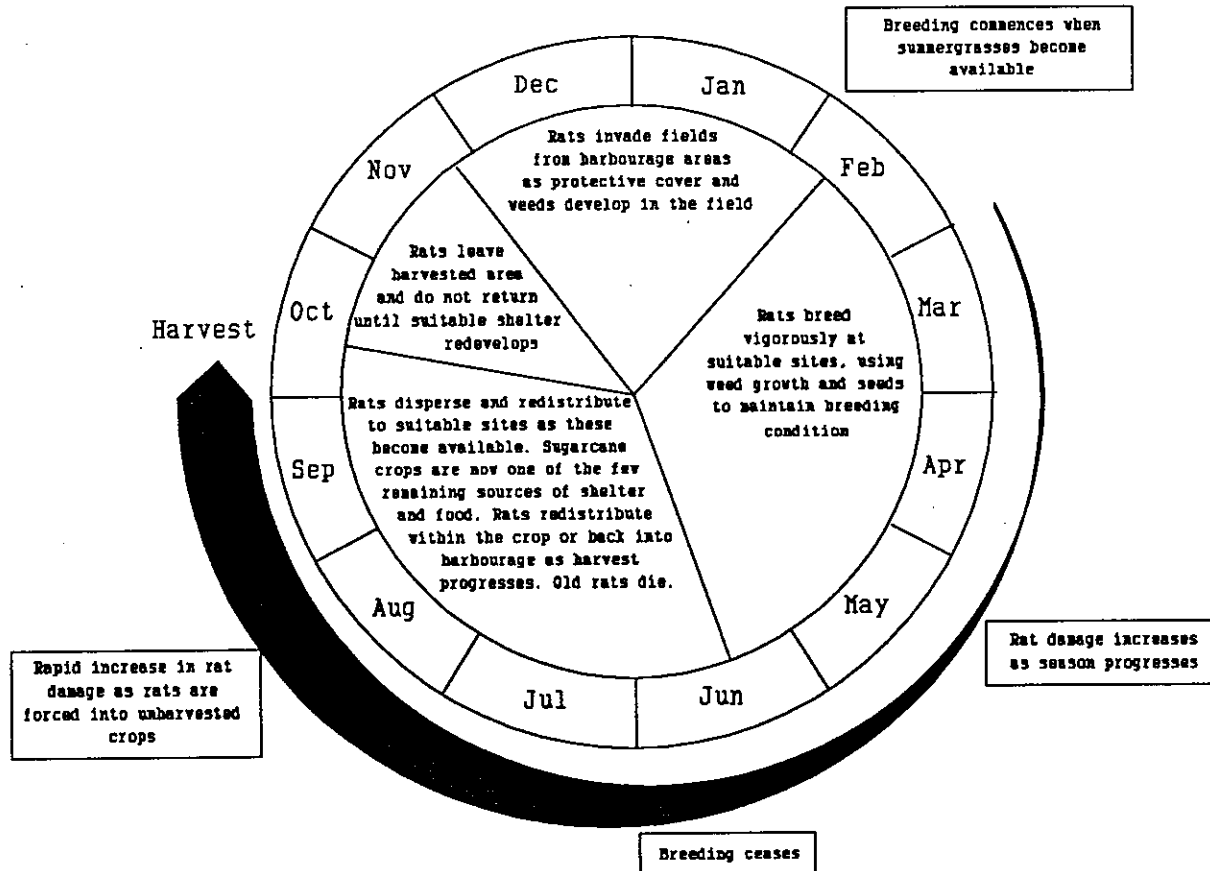 Breeding commences when
summergrasses become
available
Dec
Jan
Nov
Feb
Oct
Mar
Sep
Apr
Aug
May
Jul
Jun
Rats invade fields
from harbourage areas
as protective cover and
weeds develop in the field
Rats leave
harvested area
and do not return
until suitable shelter
redevelops
Harvest
Rats breed
vigorously at
suitable sites, using
weed growth and seeds
to maintain breeding
condition
Rats disperse and redistribute
to suitable sites as these
become available. Sugarcane
crops are now one of the few
remaining sources of shelter
and food. Rats redistribute
within the crop or back into
harbourage as harvest
progresses. Old rats die.
Rat damage increases
as season progresses
Rapid increase in rat
damage as rats are
forced into unharvested
crops
Breeding ceases